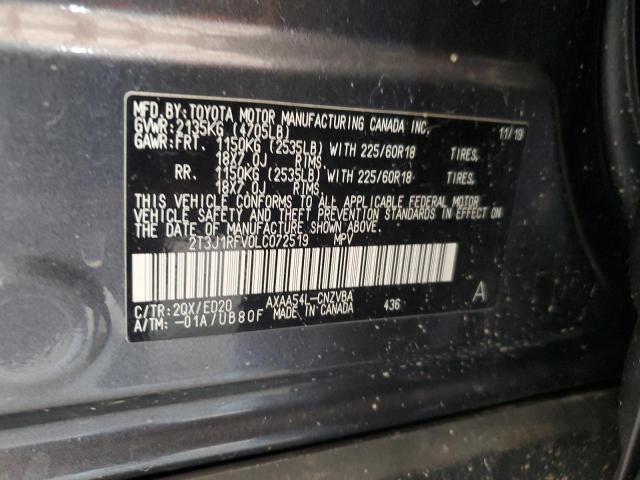 MFD.BY:TOYOTA MOTOR MANUFACTURING CANADA INC. 11/19
GVWR:2135KG (4705LB)
GAWR:FRT. 1150KG (2535LB) WITH 225/60R18 TIRES,
18X7.0J RIMS,
RR. 1150KG (2535LB) WITH 225/60R18 TIRES,
18X7.0J RIMS.
THIS VEHICLE CONFORMS TO ALL APPLICABLE FEDERAL MOTOR
VEHICLE SAFETY AND THEFT PREVENTION STANDARDS IN EFFECT ON
THE DATE OF MANUFACTURE SHOWN ABOVE.
2T3J1RFV0LC072519 MPV
C/TR:2QX/ED20 AXAA54L-CNZVBA 436 A
A/TM: -01A/UB80F MADE IN CANADA